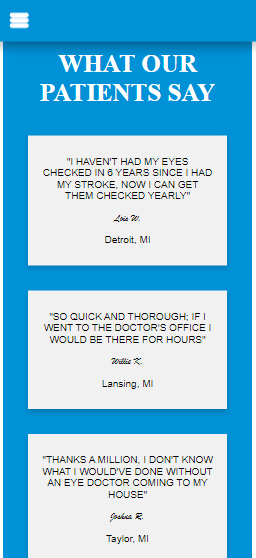 WHAT OUR
PATIENTS SAY
"I HAVEN'T HAD MY EYES
CHECKED IN 6 YEARS SINCE I HAD
MY STROKE, NOW I CAN GET
THEM CHECKED YEARLY"
Lois W.
Detroit, MI
"SO QUICK AND THOROUGH; IF I
WENT TO THE DOCTOR'S OFFICE I
WOULD BE THERE FOR HOURS"
Willie K.
Lansing, MI
"THANKS A MILLION, I DON'T KNOW
WHAT I WOULD'VE DONE WITHOUT
AN EYE DOCTOR COMING TO MY
HOUSE"
Joshua R.
Taylor, MI